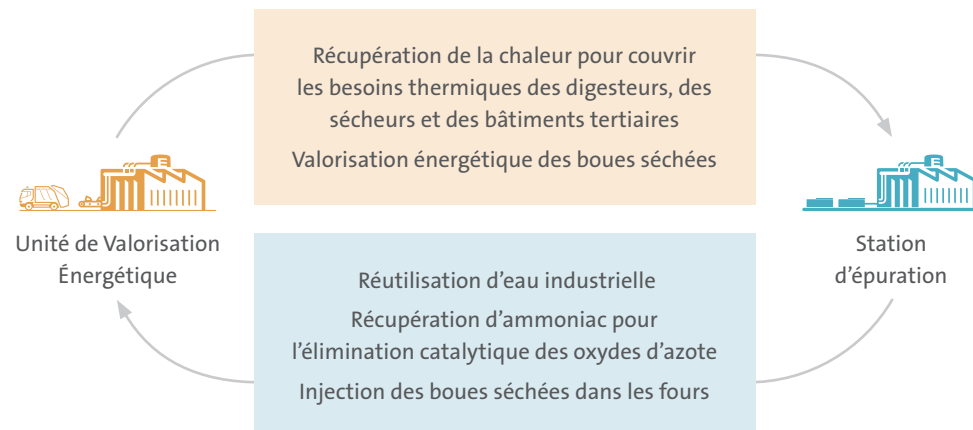 Récupération de la chaleur pour couvrir
les besoins thermiques des digesteurs, des
sécheurs et des bâtiments tertiaires
Valorisation énergétique des boues séchées
Unité de Valorisation
Énergétique
Station
d’épuration
Réutilisation d’eau industrielle
Récupération d’ammoniac pour
l’élimination catalytique des oxydes d’azote
Injection des boues séchées dans les fours